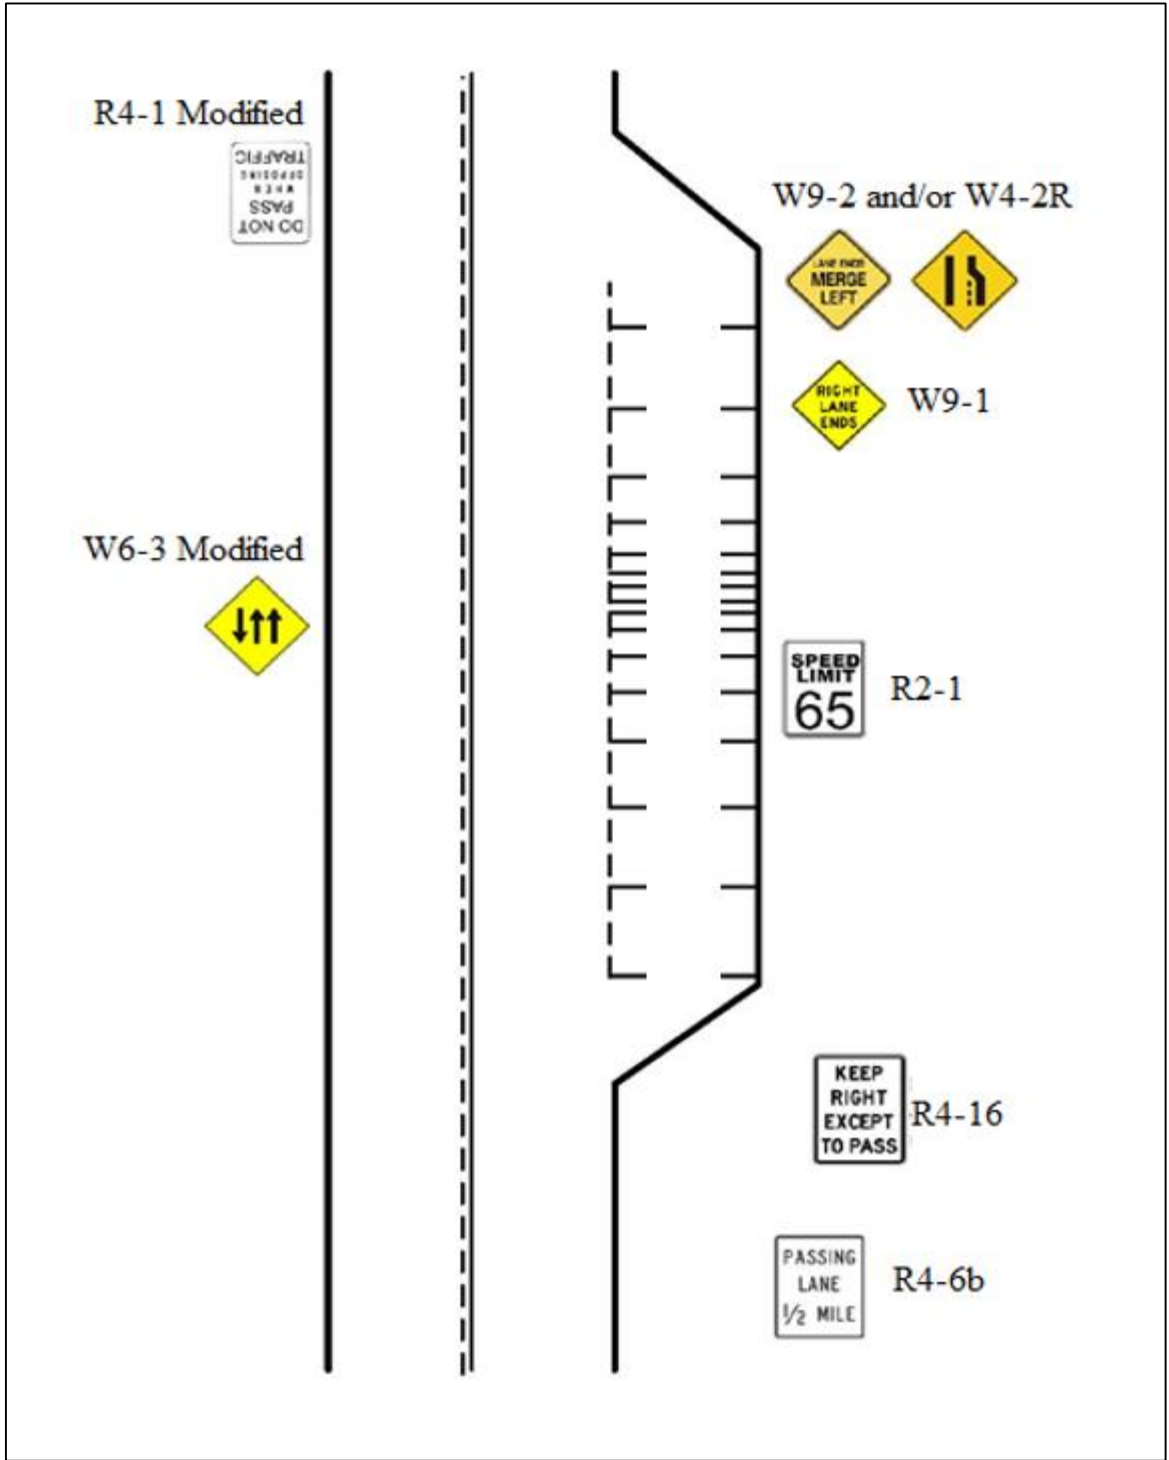 R4-1 Modified
DO NOT
PASS
WHEN
OPPOSING
TRAFFIC
W9-2 and/or W4-2R
LANE ENDS
MERGE
LEFT
RIGHT
LANE
ENDS
W9-1
W6-3 Modified
SPEED
LIMIT
65
R2-1
KEEP
RIGHT
EXCEPT
TO PASS
R4-16
PASSING
LANE
1/2 MILE
R4-6b